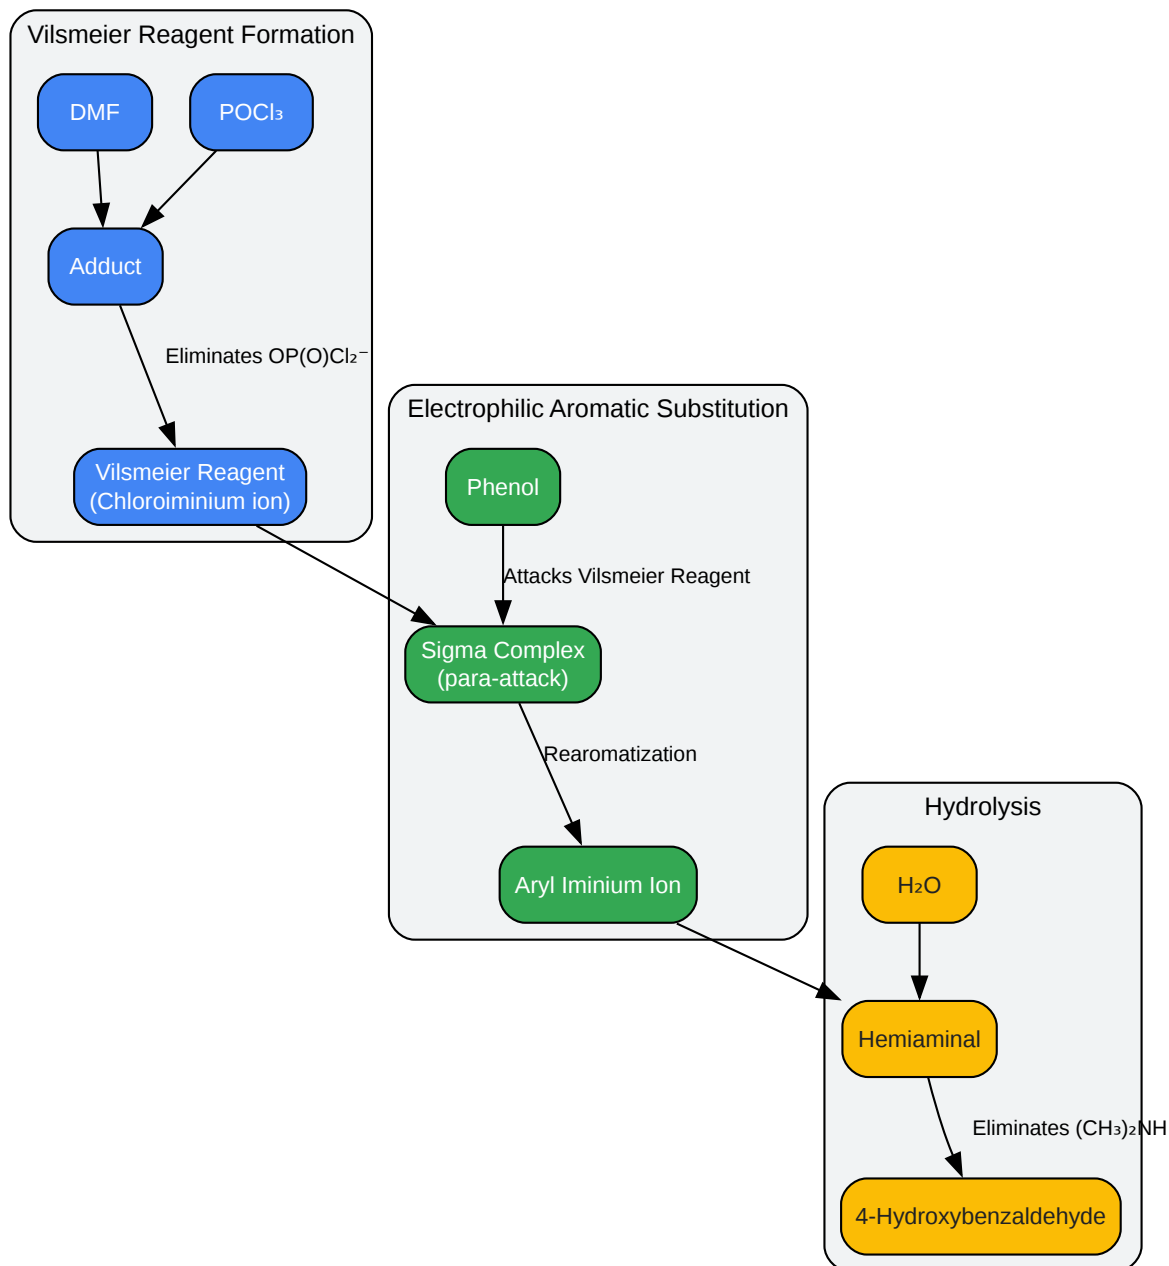 Vilsmeier Reagent Formation
DMF
POCl₃
Adduct
Eliminates OP(O)Cl₂⁻
Vilsmeier Reagent
(Chloroiminium ion)
Electrophilic Aromatic Substitution
Phenol
Attacks Vilsmeier Reagent
Sigma Complex
(para-attack)
Rearomatization
Aryl Iminium Ion
Hydrolysis
H₂O
Hemiaminal
Eliminates (CH₃)₂NH
4-Hydroxybenzaldehyde